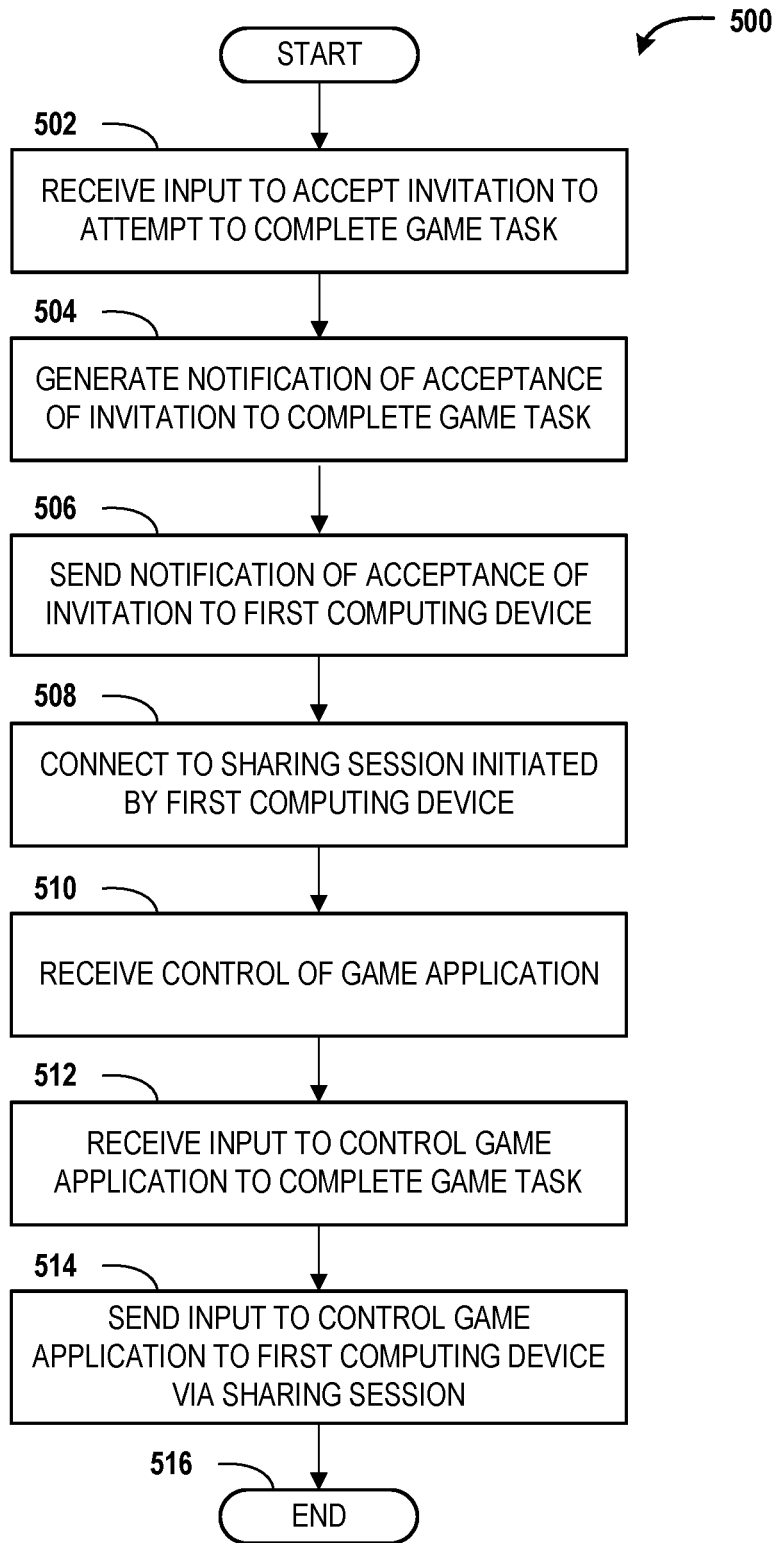 500
START
502
RECEIVE INPUT TO ACCEPT INVITATION TO
ATTEMPT TO COMPLETE GAME TASK
504
GENERATE NOTIFICATION OF ACCEPTANCE
OF INVITATION TO COMPLETE GAME TASK
506
SEND NOTIFICATION OF ACCEPTANCE OF
INVITATION TO FIRST COMPUTING DEVICE
508
CONNECT TO SHARING SESSION INITIATED
BY FIRST COMPUTING DEVICE
510
RECEIVE CONTROL OF GAME APPLICATION
512
RECEIVE INPUT TO CONTROL GAME
APPLICATION TO COMPLETE GAME TASK
514
SEND INPUT TO CONTROL GAME
APPLICATION TO FIRST COMPUTING DEVICE
VIA SHARING SESSION
516
END